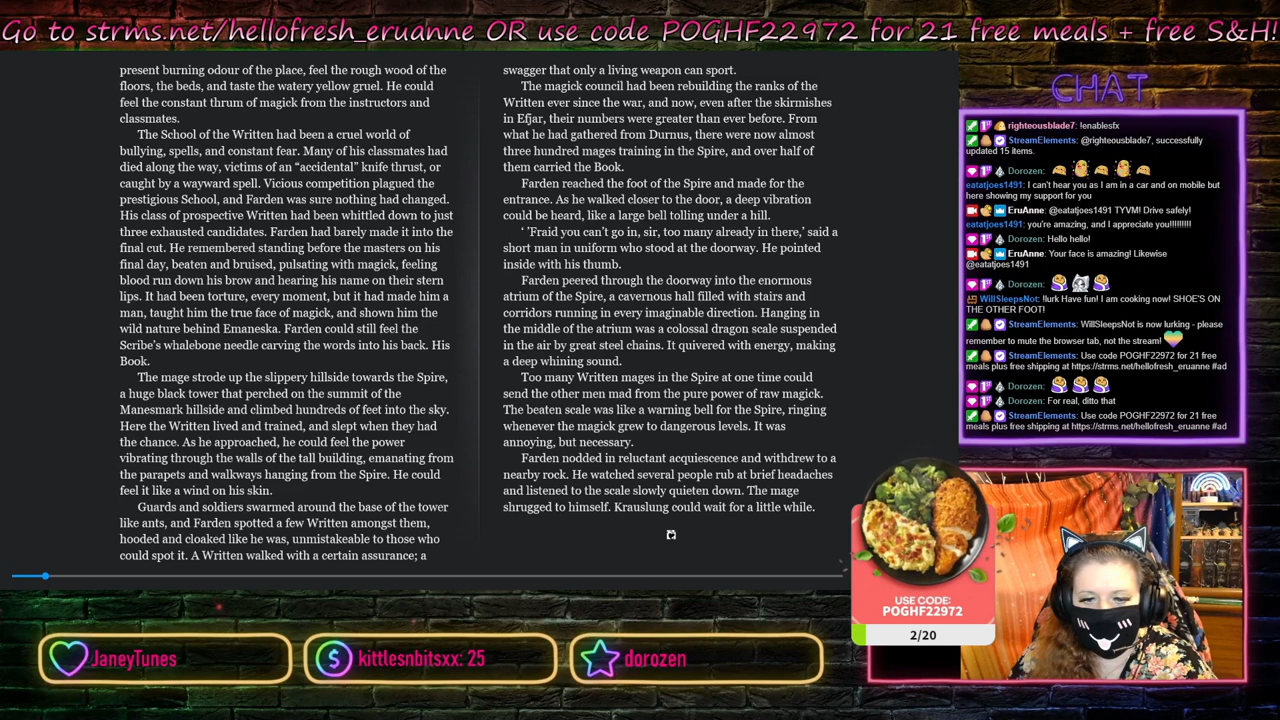 Go to strms.net/hellofresh_eruanne OR use code POGHF22972 for 21 free meals + free S&H!
present burning odour of the place, feel the rough wood of the
floors, the beds, and taste the watery yellow gruel. He could
feel the constant thrum of magick from the instructors and
classmates.
The School of the Written had been a cruel world of
bullying, spells, and constant fear. Many of his classmates had
died along the way, victims of an “accidental” knife thrust, or
caught by a wayward spell. Vicious competition plagued the
prestigious School, and Farden was sure nothing had changed.
His class of prospective Written had been whittled down to just
three exhausted candidates. Farden had barely made it into the
final cut. He remembered standing before the masters on his
final day, beaten and bruised, pulsating with magick, feeling
blood run down his brow and hearing his name on their stern
lips. It had been torture, every moment, but it had made him a
man, taught him the true face of magick, and shown him the
wild nature behind Emaneska. Farden could still feel the
Scribe’s whalebone needle carving the words into his back. His
Book.
The mage strode up the slippery hillside towards the Spire,
a huge black tower that perched on the summit of the
Manesmark hillside and climbed hundreds of feet into the sky.
Here the Written lived and trained, and slept when they had
the chance. As he approached, he could feel the power
vibrating through the walls of the tall building, emanating from
the parapets and walkways hanging from the Spire. He could
feel it like a wind on his skin.
Guards and soldiers swarmed around the base of the tower
like ants, and Farden spotted a few Written amongst them,
hooded and cloaked like he was, unmistakeable to those who
could spot it. A Written walked with a certain assurance; a
swagger that only a living weapon can sport.
The magick council had been rebuilding the ranks of the
Written ever since the war, and now, even after the skirmishes
in Efjar, their numbers were greater than ever before. From
what he had gathered from Durnus, there were now almost
three hundred mages training in the Spire, and over half of
them carried the Book.
Farden reached the foot of the Spire and made for the
entrance. As he walked closer to the door, a deep vibration
could be heard, like a large bell tolling under a hill.
‘ ’Fraid you can’t go in, sir, too many already in there,’ said a
short man in uniform who stood at the doorway. He pointed
inside with his thumb.
Farden peered through the doorway into the enormous
atrium of the Spire, a cavernous hall filled with stairs and
corridors running in every imaginable direction. Hanging in
the middle of the atrium was a colossal dragon scale suspended
in the air by great steel chains. It quivered with energy, making
a deep whining sound.
Too many Written mages in the Spire at one time could
send the other men mad from the pure power of raw magick.
The beaten scale was like a warning bell for the Spire, ringing
whenever the magick grew to dangerous levels. It was
annoying, but necessary.
Farden nodded in reluctant acquiescence and withdrew to a
nearby rock. He watched several people rub at brief headaches
and listened to the scale slowly quieten down. The mage
shrugged to himself. Krauslung could wait for a little while.
CHAT
righteousblade7: !enablesfx
StreamElements: @righteousblade7, successfully
updated 15 items.
Dorozen:
eatatjoes1491: I can't hear you as I am in a car and on mobile but
here showing my support for you
EruAnne: @eatatjoes1491 TYVM! Drive safely!
eatatjoes1491: you're amazing, and I appreciate you!!!!!!!!!
Dorozen: Hello hello!
EruAnne: Your face is amazing! Likewise
@eatatjoes1491
Dorozen:
WillSleepsNot: !lurk Have fun! I am cooking now! SHOE'S ON
THE OTHER FOOT!
StreamElements: WillSleepsNot is now lurking - please
remember to mute the browser tab, not the stream!
StreamElements: Use code POGHF22972 for 21 free
meals plus free shipping at https://strms.net/hellofresh_eruanne #ad
Dorozen:
Dorozen: For real, ditto that
StreamElements: Use code POGHF22972 for 21 free
meals plus free shipping at https://strms.net/hellofresh_eruanne #ad
USE CODE:
POGHF22972
2/20
JaneyTunes
kittlesnbitsxx: 25
dorozen